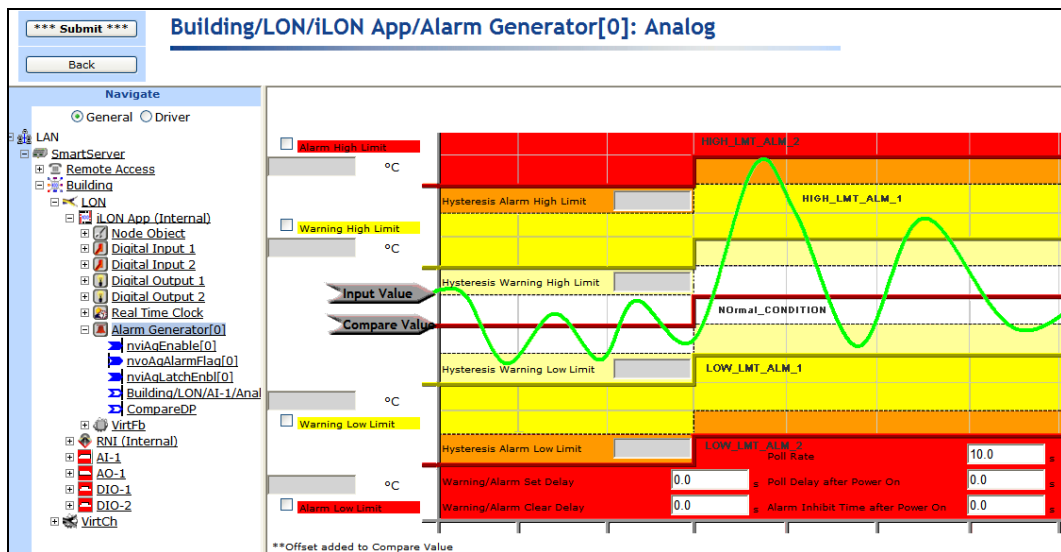 *** Submit ***
Back
Building/LON/iLON App/Alarm Generator[0]: Analog
Navigate
General Driver
LAN
SmartServer
Remote Access
Building
LON
iLON App (Internal)
Node Object
Digital Input 1
Digital Input 2
Digital Output 1
Digital Output 2
Real Time Clock
Alarm Generator[0]
nviAgEnable[0]
nvoAgAlarmFlag[0]
nviAgLatchEnbl[0]
Building/LON/AI-1/Anal
CompareDP
VirtFb
RNI (Internal)
AI-1
AO-1
DIO-1
DIO-2
VirtCh
Alarm High Limit
HIGH_LMT_ALM_2
°C
Hysteresis Alarm High Limit
HIGH_LMT_ALM_1
Warning High Limit
°C
Hysteresis Warning High Limit
Input Value
NOrmal_CONDITION
Compare Value
Hysteresis Warning Low Limit
LOW_LMT_ALM_1
°C
Warning Low Limit
Hysteresis Alarm Low Limit
LOW_LMT_ALM_2
Poll Rate 10.0 s
°C
Warning/Alarm Set Delay 0.0 s
Poll Delay after Power On 0.0 s
Alarm Low Limit
Warning/Alarm Clear Delay 0.0 s
Alarm Inhibit Time after Power On 0.0 s
**Offset added to Compare Value